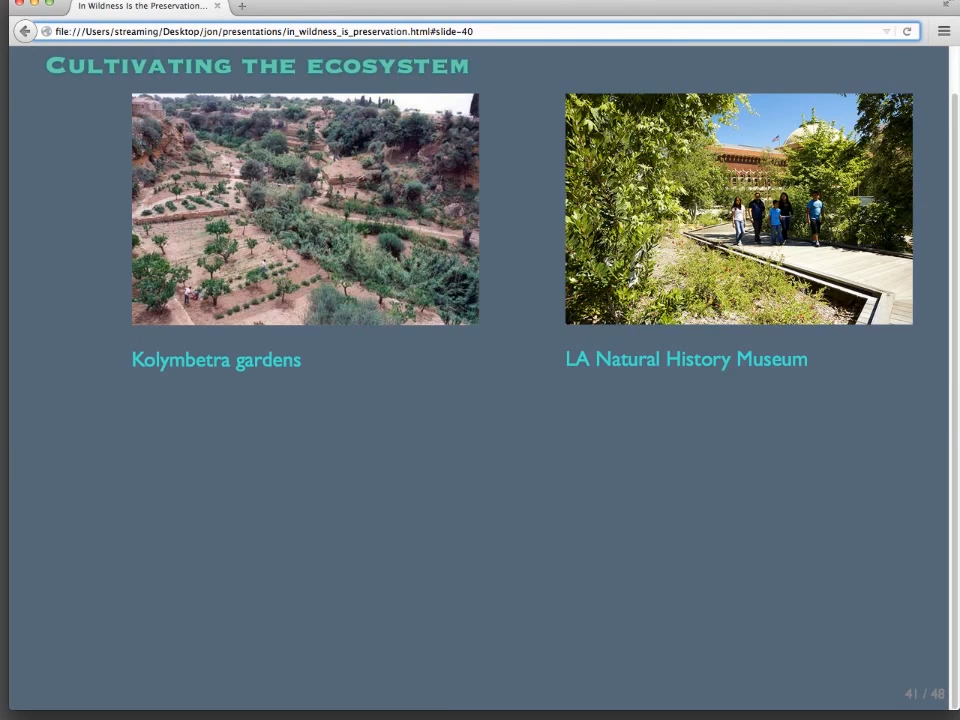 In Wildness Is the Preservation...
file:///Users/streaming/Desktop/jon/presentations/in_wildness_is_preservation.html#slide-40
Cultivating the ecosystem
Kolymbetra gardens
LA Natural History Museum
41 / 48